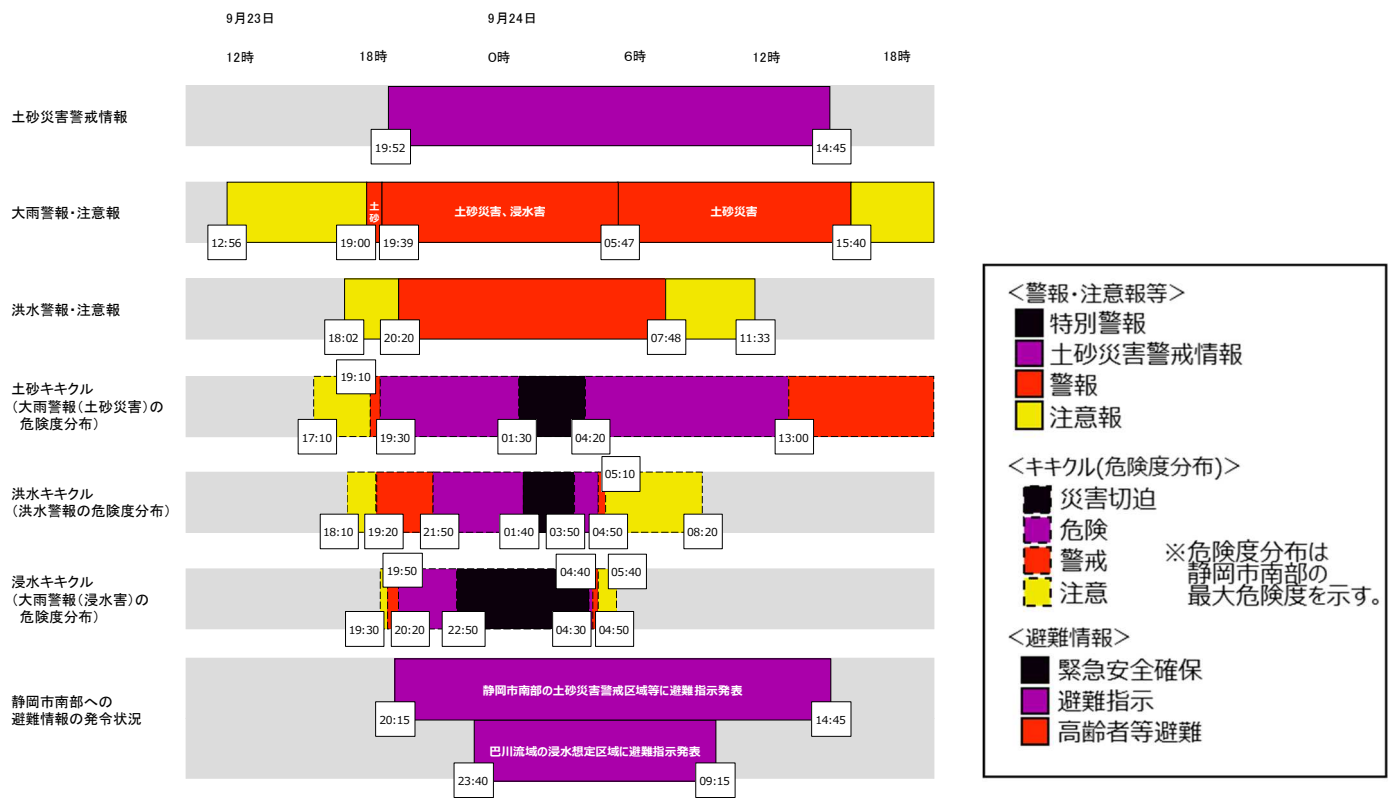 9月23日
9月24日
12時
18時
0時
6時
12時
18時
土砂災害警戒情報
19:52
14:45
大雨警報・注意報
土
砂
土砂災害、浸水害
土砂災害
12:56
19:00
19:39
05:47
15:40
洪水警報・注意報
18:02
20:20
07:48
11:33
土砂キキクル
(大雨警報(土砂災害)の
危険度分布)
19:10
17:10
19:30
01:30
04:20
13:00
洪水キキクル
(洪水警報の危険度分布)
05:10
18:10
19:20
21:50
01:40
03:50
04:50
08:20
浸水キキクル
(大雨警報(浸水害)の
危険度分布)
19:50
04:40
05:40
19:30
20:20
22:50
04:30
04:50
静岡市南部への
避難情報の発令状況
静岡市南部の土砂災害警戒区域等に避難指示発表
20:15
14:45
巴川流域の浸水想定区域に避難指示発表
23:40
09:15
＜警報・注意報等＞
特別警報
土砂災害警戒情報
警報
注意報
＜キキクル(危険度分布)＞
災害切迫
危険
警戒
注意
※危険度分布は
静岡市南部の
最大危険度を示す。
＜避難情報＞
緊急安全確保
避難指示
高齢者等避難